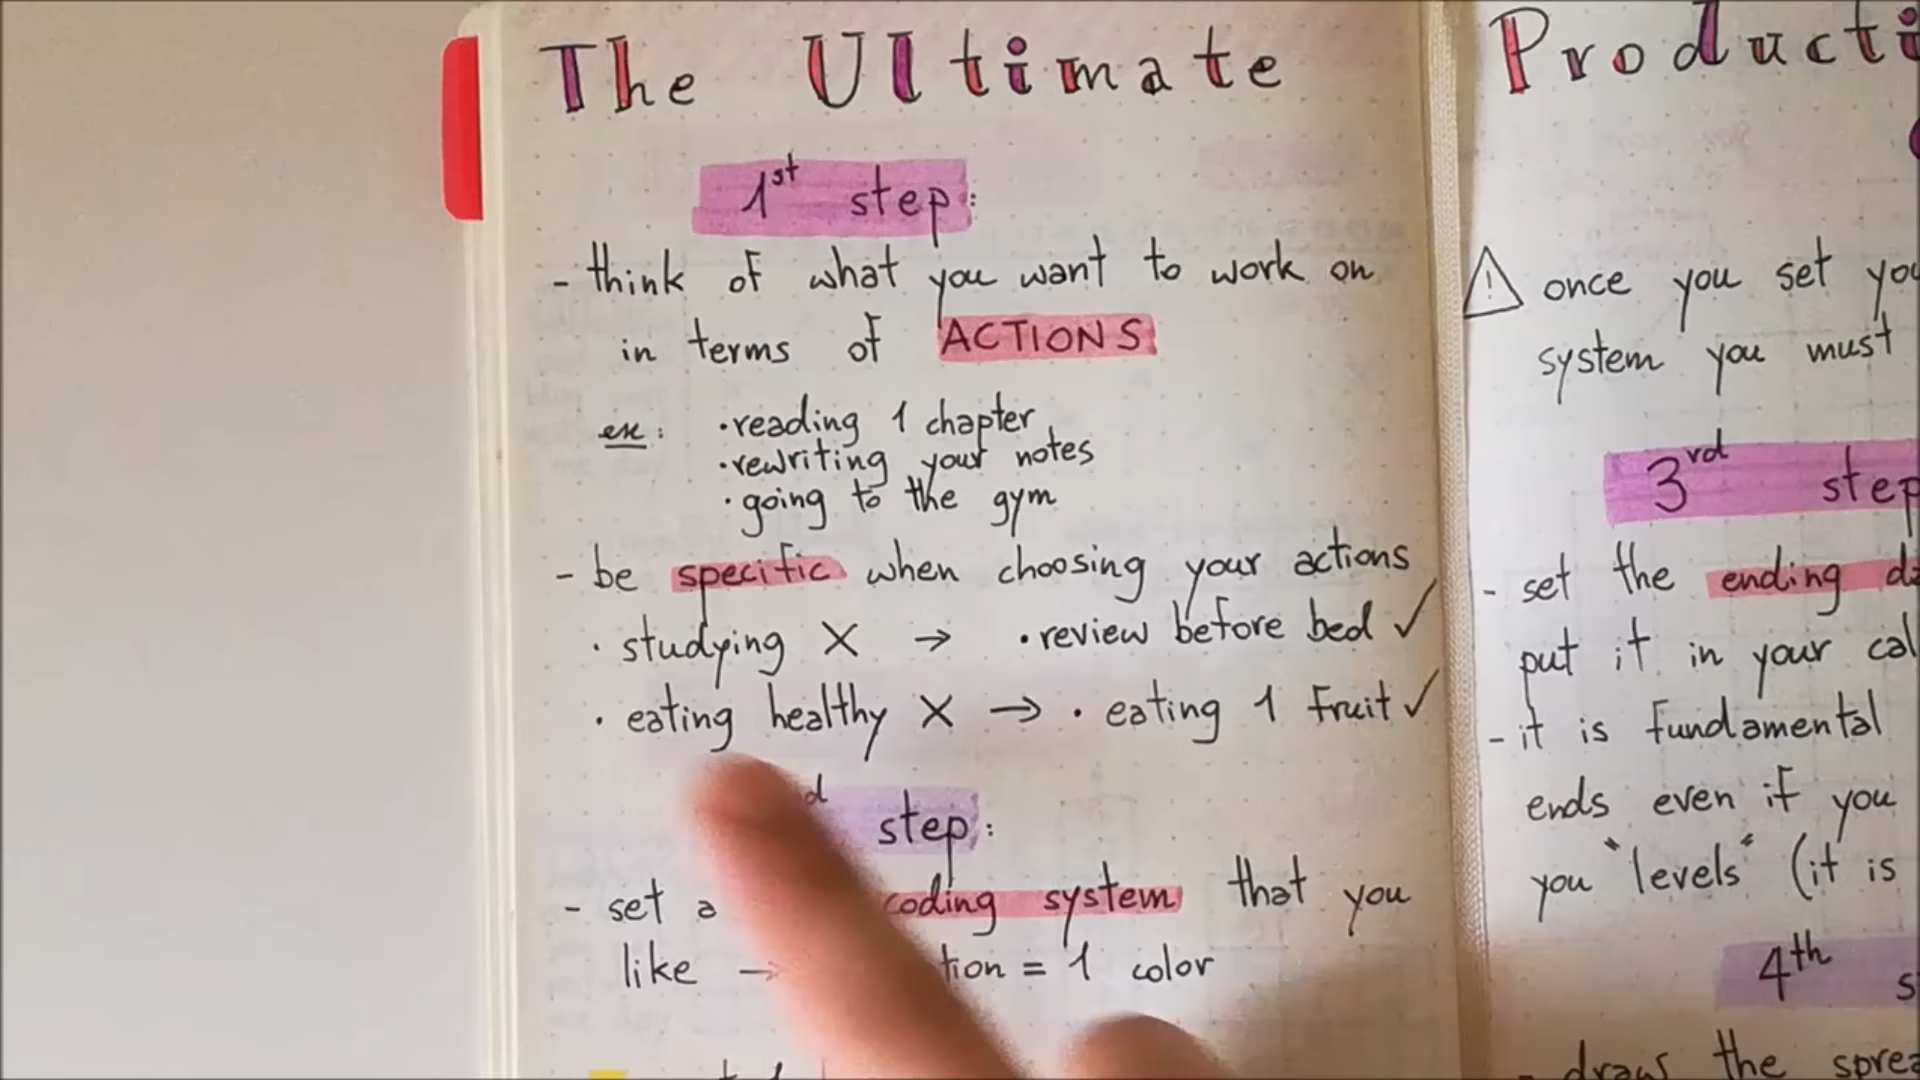 The Ultimate
1st step:
- think of what you want to work on
in terms of ACTIONS
ex: • reading 1 chapter
• rewriting your notes
• going to the gym
- be specific when choosing your actions
• studying X → • review before bed ✓
• eating healthy X → • eating 1 fruit ✓
step:
- set a coding system that you
like → tion = 1 color
Producti
once you set you
system you must
3rd step
- set the ending da
put it in your cal
- it is fundamental
ends even if you
you "levels" (it is
4th s
- draw the sprea